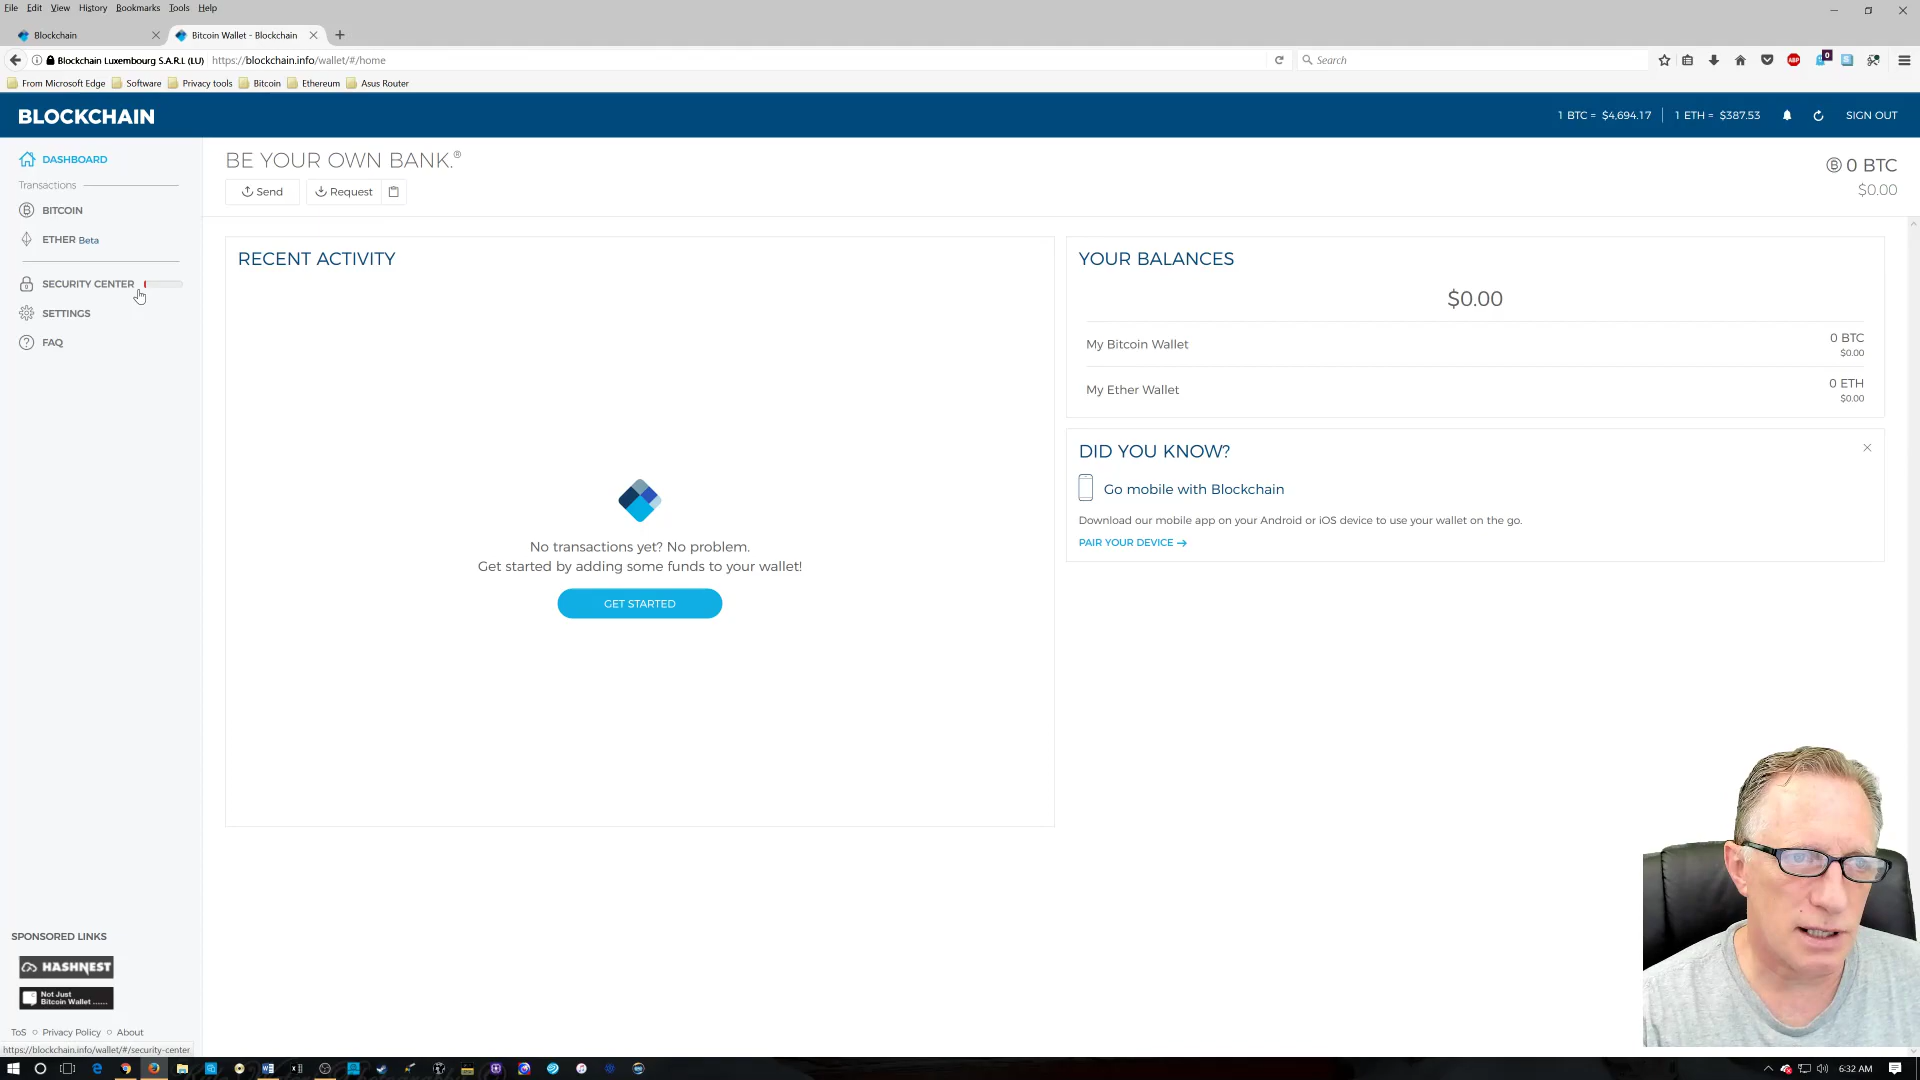 File Edit View History Bookmarks Tools Help
Blockchain
Bitcoin Wallet - Blockchain
Blockchain Luxembourg S.A.R.L (LU) https://blockchain.info/wallet/#/home
Search
0
From Microsoft Edge Software Privacy tools Bitcoin Ethereum Asus Router
BLOCKCHAIN
1 BTC = $4,694.17 1 ETH = $387.53 SIGN OUT
DASHBOARD
Transactions
BITCOIN
ETHER Beta
SECURITY CENTER
SETTINGS
FAQ
BE YOUR OWN BANK.®
Send Request
0 BTC
$0.00
RECENT ACTIVITY
No transactions yet? No problem.
Get started by adding some funds to your wallet!
GET STARTED
YOUR BALANCES
$0.00
My Bitcoin Wallet 0 BTC
$0.00
My Ether Wallet 0 ETH
$0.00
DID YOU KNOW?
Go mobile with Blockchain
Download our mobile app on your Android or iOS device to use your wallet on the go.
PAIR YOUR DEVICE →
SPONSORED LINKS
HASHNEST
Not Just
Bitcoin Wallet ......
ToS Privacy Policy About
https://blockchain.info/wallet/#/security-center
6:32 AM